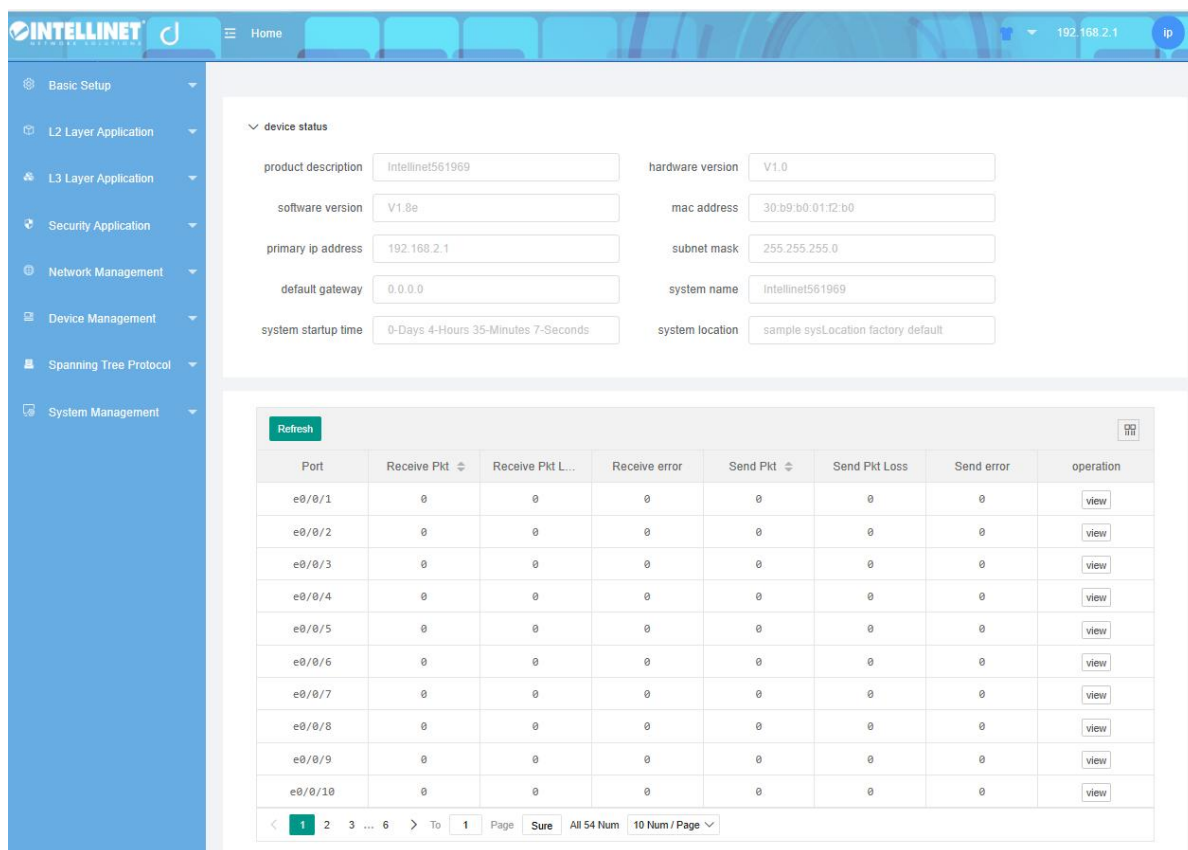 INTELLINET
NETWORK SOLUTIONS
Home
192.168.2.1
ip
Basic Setup
L2 Layer Application
L3 Layer Application
Security Application
Network Management
Device Management
Spanning Tree Protocol
System Management
device status
product description Intellinet561969 hardware version V1.0
software version V1.8e mac address 30:b9:b0:01:f2:b0
primary ip address 192.168.2.1 subnet mask 255.255.255.0
default gateway 0.0.0.0 system name Intellinet561969
system startup time 0-Days 4-Hours 35-Minutes 7-Seconds system location sample sysLocation factory default
Refresh
Port Receive Pkt Receive Pkt L... Receive error Send Pkt Send Pkt Loss Send error operation
e0/0/1 0 0 0 0 0 0 view
e0/0/2 0 0 0 0 0 0 view
e0/0/3 0 0 0 0 0 0 view
e0/0/4 0 0 0 0 0 0 view
e0/0/5 0 0 0 0 0 0 view
e0/0/6 0 0 0 0 0 0 view
e0/0/7 0 0 0 0 0 0 view
e0/0/8 0 0 0 0 0 0 view
e0/0/9 0 0 0 0 0 0 view
e0/0/10 0 0 0 0 0 0 view
1 2 3 ... 6 To 1 Page Sure All 54 Num 10 Num / Page